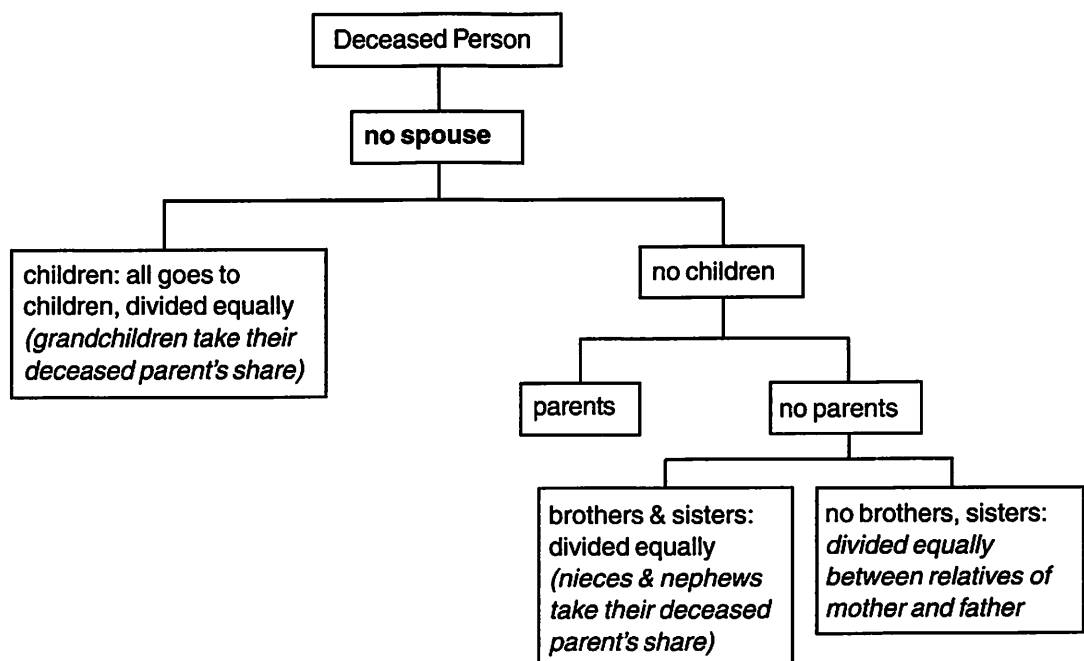 Deceased Person
no spouse
children: all goes to
children, divided equally
(grandchildren take their
deceased parent's share)
no children
parents
no parents
brothers & sisters:
divided equally
(nieces & nephews
take their deceased
parent's share)
no brothers, sisters:
divided equally
between relatives of
mother and father